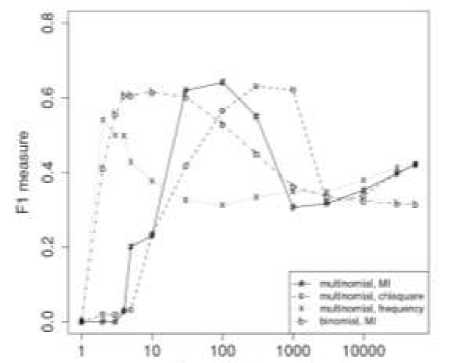 F1 measure
0.8
0.6
0.4
0.2
0.0
1 10 100 1000 10000
multinomial, MI
multinomial, chisquare
multinomial, frequency
binomial, MI